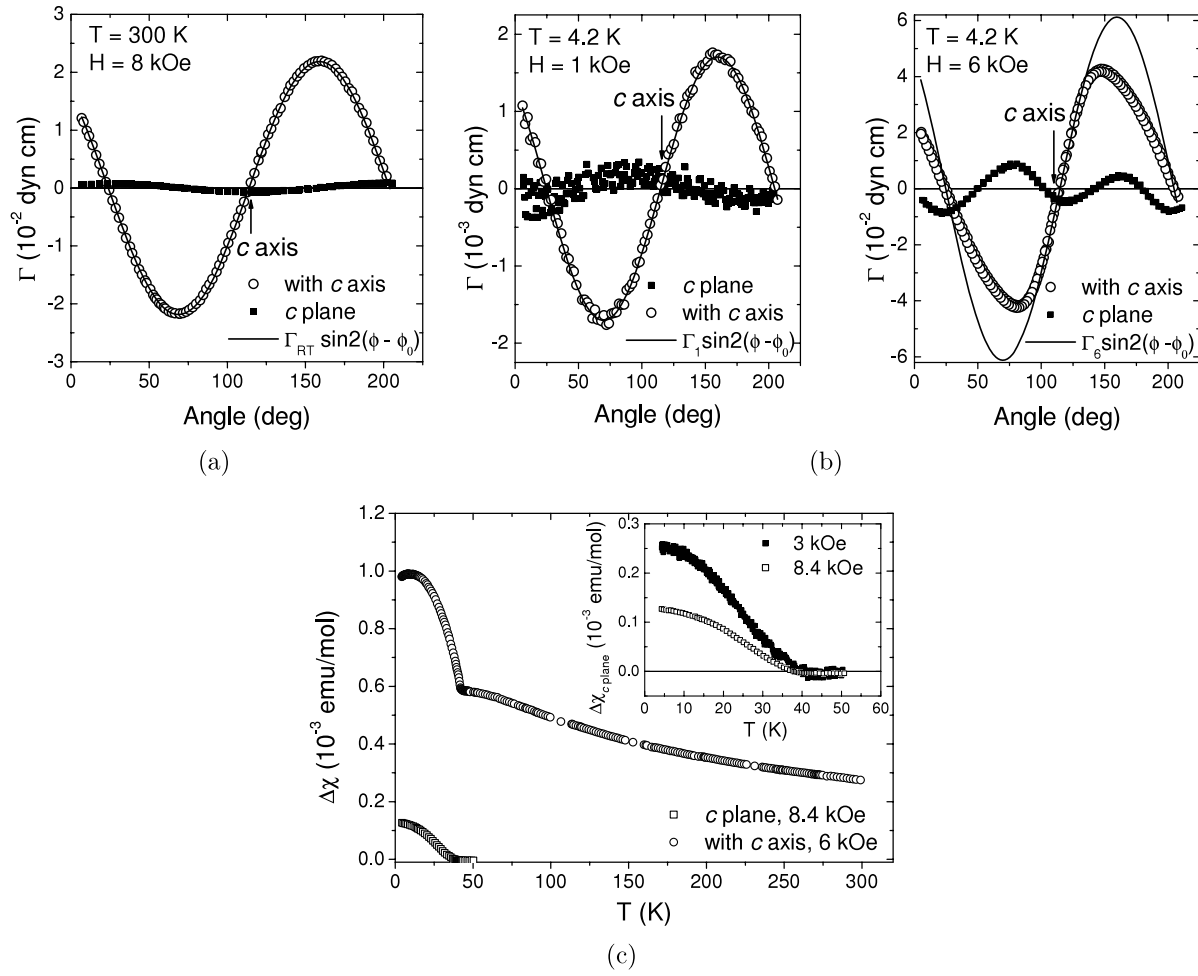 T = 300 K
H = 8 kOe
3
2
1
0
-1
-2
-3
Γ (10⁻² dyn cm)
c axis
with c axis
c plane
Γ_RT sin2(ϕ - ϕ₀)
0 50 100 150 200
Angle (deg)
(a)
T = 4.2 K
H = 1 kOe
2
1
0
-1
-2
Γ (10⁻³ dyn cm)
c axis
c plane
with c axis
Γ₁sin2(ϕ-ϕ₀)
0 50 100 150 200
Angle (deg)
T = 4.2 K
H = 6 kOe
6
4
2
0
-2
-4
-6
Γ (10⁻² dyn cm)
c axis
with c axis
c plane
Γ₆sin2(ϕ-ϕ₀)
0 50 100 150 200
Angle (deg)
(b)
1.2
1.0
0.8
0.6
0.4
0.2
0.0
Δχ (10⁻³ emu/mol)
0.3
0.2
0.1
0.0
Δχ_c plane (10⁻³ emu/mol)
3 kOe
8.4 kOe
0 10 20 30 40 50 60
T (K)
c plane, 8.4 kOe
with c axis, 6 kOe
0 50 100 150 200 250 300
T (K)
(c)